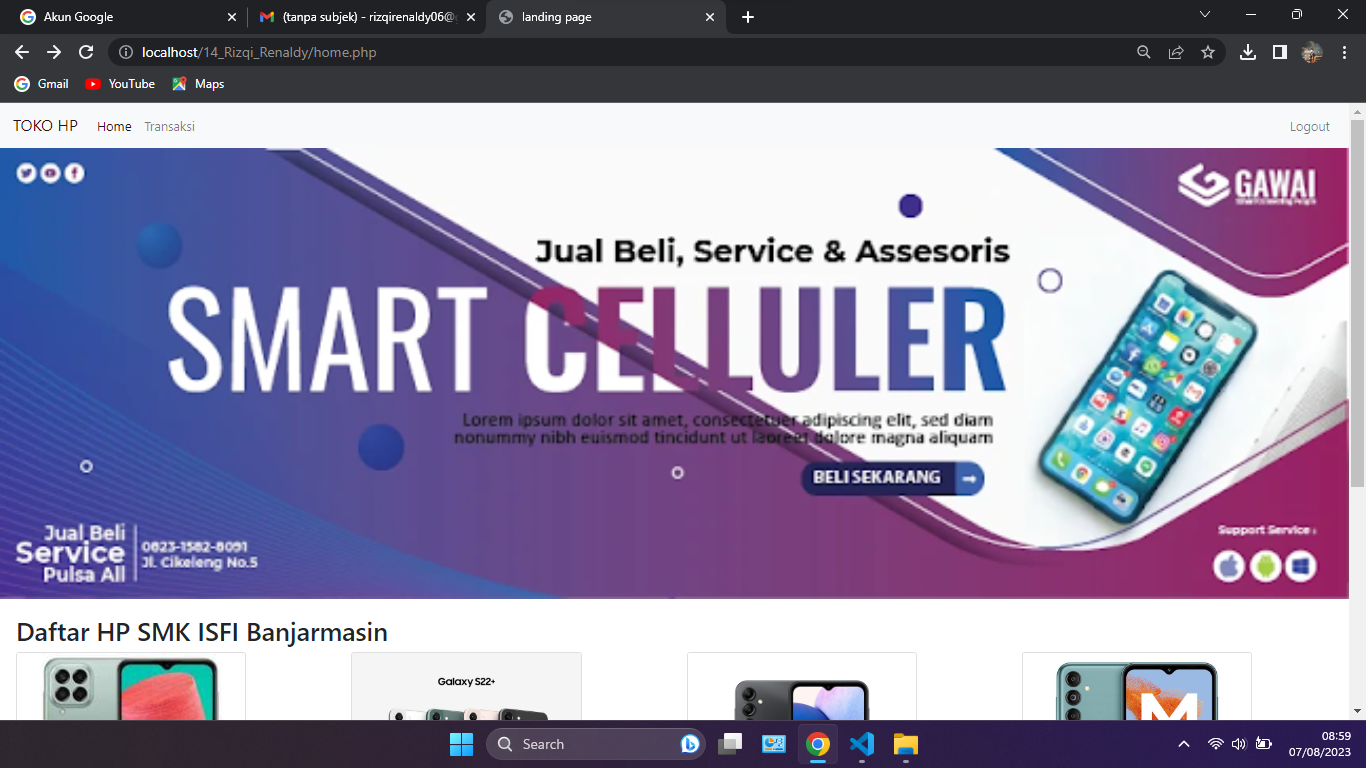 Akun Google
(tanpa subjek) - rizqirenaldy06@
landing page
localhost/14_Rizqi_Renaldy/home.php
Gmail
YouTube
Maps
TOKO HP
Home
Transaksi
Logout
GAWAI
Jual Beli, Service & Assesoris
SMART CELLULER
Lorem ipsum dolor sit amet, consectetuer adipiscing elit, sed diam
nonummy nibh euismod tincidunt ut laoreet dolore magna aliquam
BELI SEKARANG
Jual Beli
Service
Pulsa All
0823-1582-8091
Jl. Cikeleng No.5
Support Service :
Daftar HP SMK ISFI Banjarmasin
Galaxy S22+
M
Search
08:59
07/08/2023